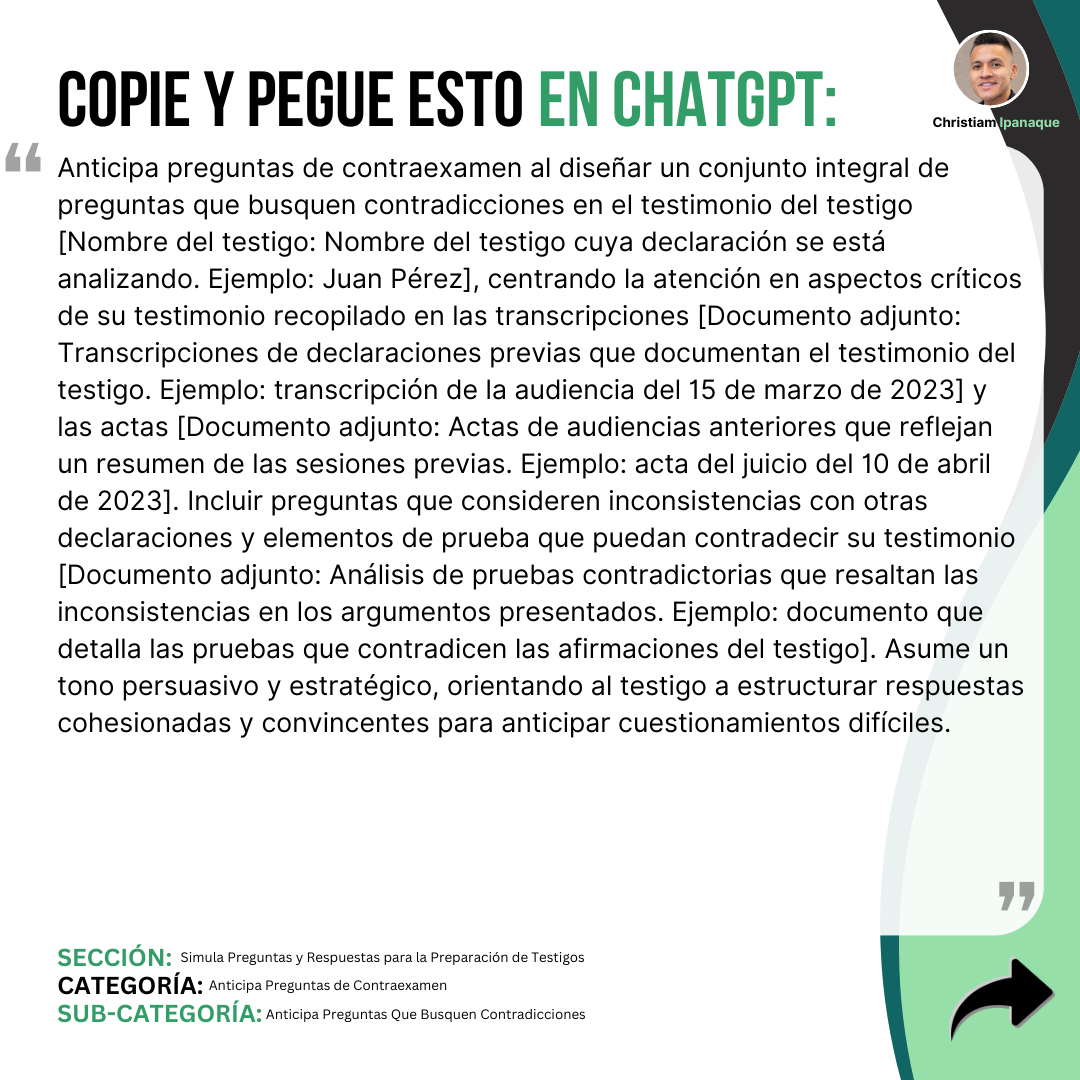 COPIE Y PEGUE ESTO EN CHATGPT:
Christiam Ipanaque
“
Anticipa preguntas de contraexamen al diseñar un conjunto integral de
preguntas que busquen contradicciones en el testimonio del testigo
[Nombre del testigo: Nombre del testigo cuya declaración se está
analizando. Ejemplo: Juan Pérez], centrando la atención en aspectos críticos
de su testimonio recopilado en las transcripciones [Documento adjunto:
Transcripciones de declaraciones previas que documentan el testimonio del
testigo. Ejemplo: transcripción de la audiencia del 15 de marzo de 2023] y
las actas [Documento adjunto: Actas de audiencias anteriores que reflejan
un resumen de las sesiones previas. Ejemplo: acta del juicio del 10 de abril
de 2023]. Incluir preguntas que consideren inconsistencias con otras
declaraciones y elementos de prueba que puedan contradecir su testimonio
[Documento adjunto: Análisis de pruebas contradictorias que resaltan las
inconsistencias en los argumentos presentados. Ejemplo: documento que
detalla las pruebas que contradicen las afirmaciones del testigo]. Asume un
tono persuasivo y estratégico, orientando al testigo a estructurar respuestas
cohesionadas y convincentes para anticipar cuestionamientos difíciles.
”
SECCIÓN: Simula Preguntas y Respuestas para la Preparación de Testigos
CATEGORÍA: Anticipa Preguntas de Contraexamen
SUB-CATEGORÍA: Anticipa Preguntas Que Busquen Contradicciones